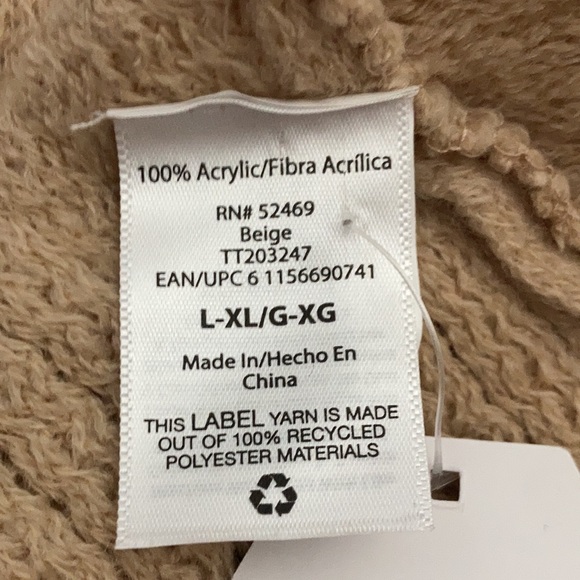 100% Acrylic/Fibra Acrílica
RN# 52469
Beige
TT203247
EAN/UPC 6 1156690741
L-XL/G-XG
Made In/Hecho En
China
THIS LABEL YARN IS MADE
OUT OF 100% RECYCLED
POLYESTER MATERIALS